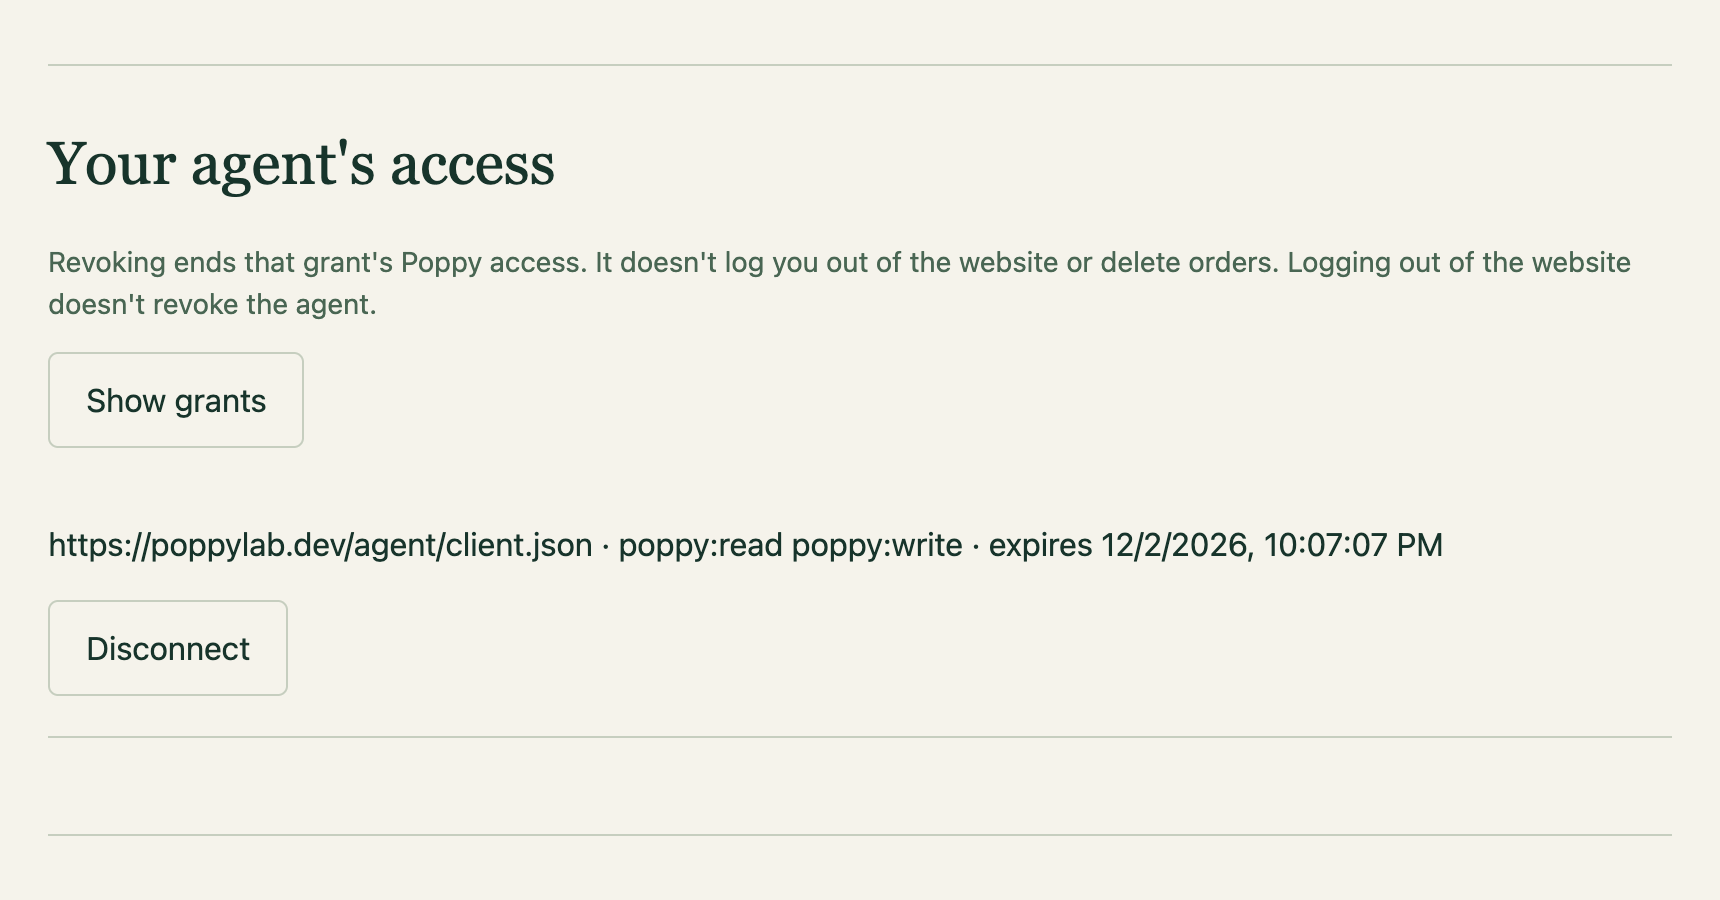 Your agent's access
Revoking ends that grant's Poppy access. It doesn't log you out of the website or delete orders. Logging out of the website
doesn't revoke the agent.
Show grants
https://poppylab.dev/agent/client.json · poppy:read poppy:write · expires 12/2/2026, 10:07:07 PM
Disconnect